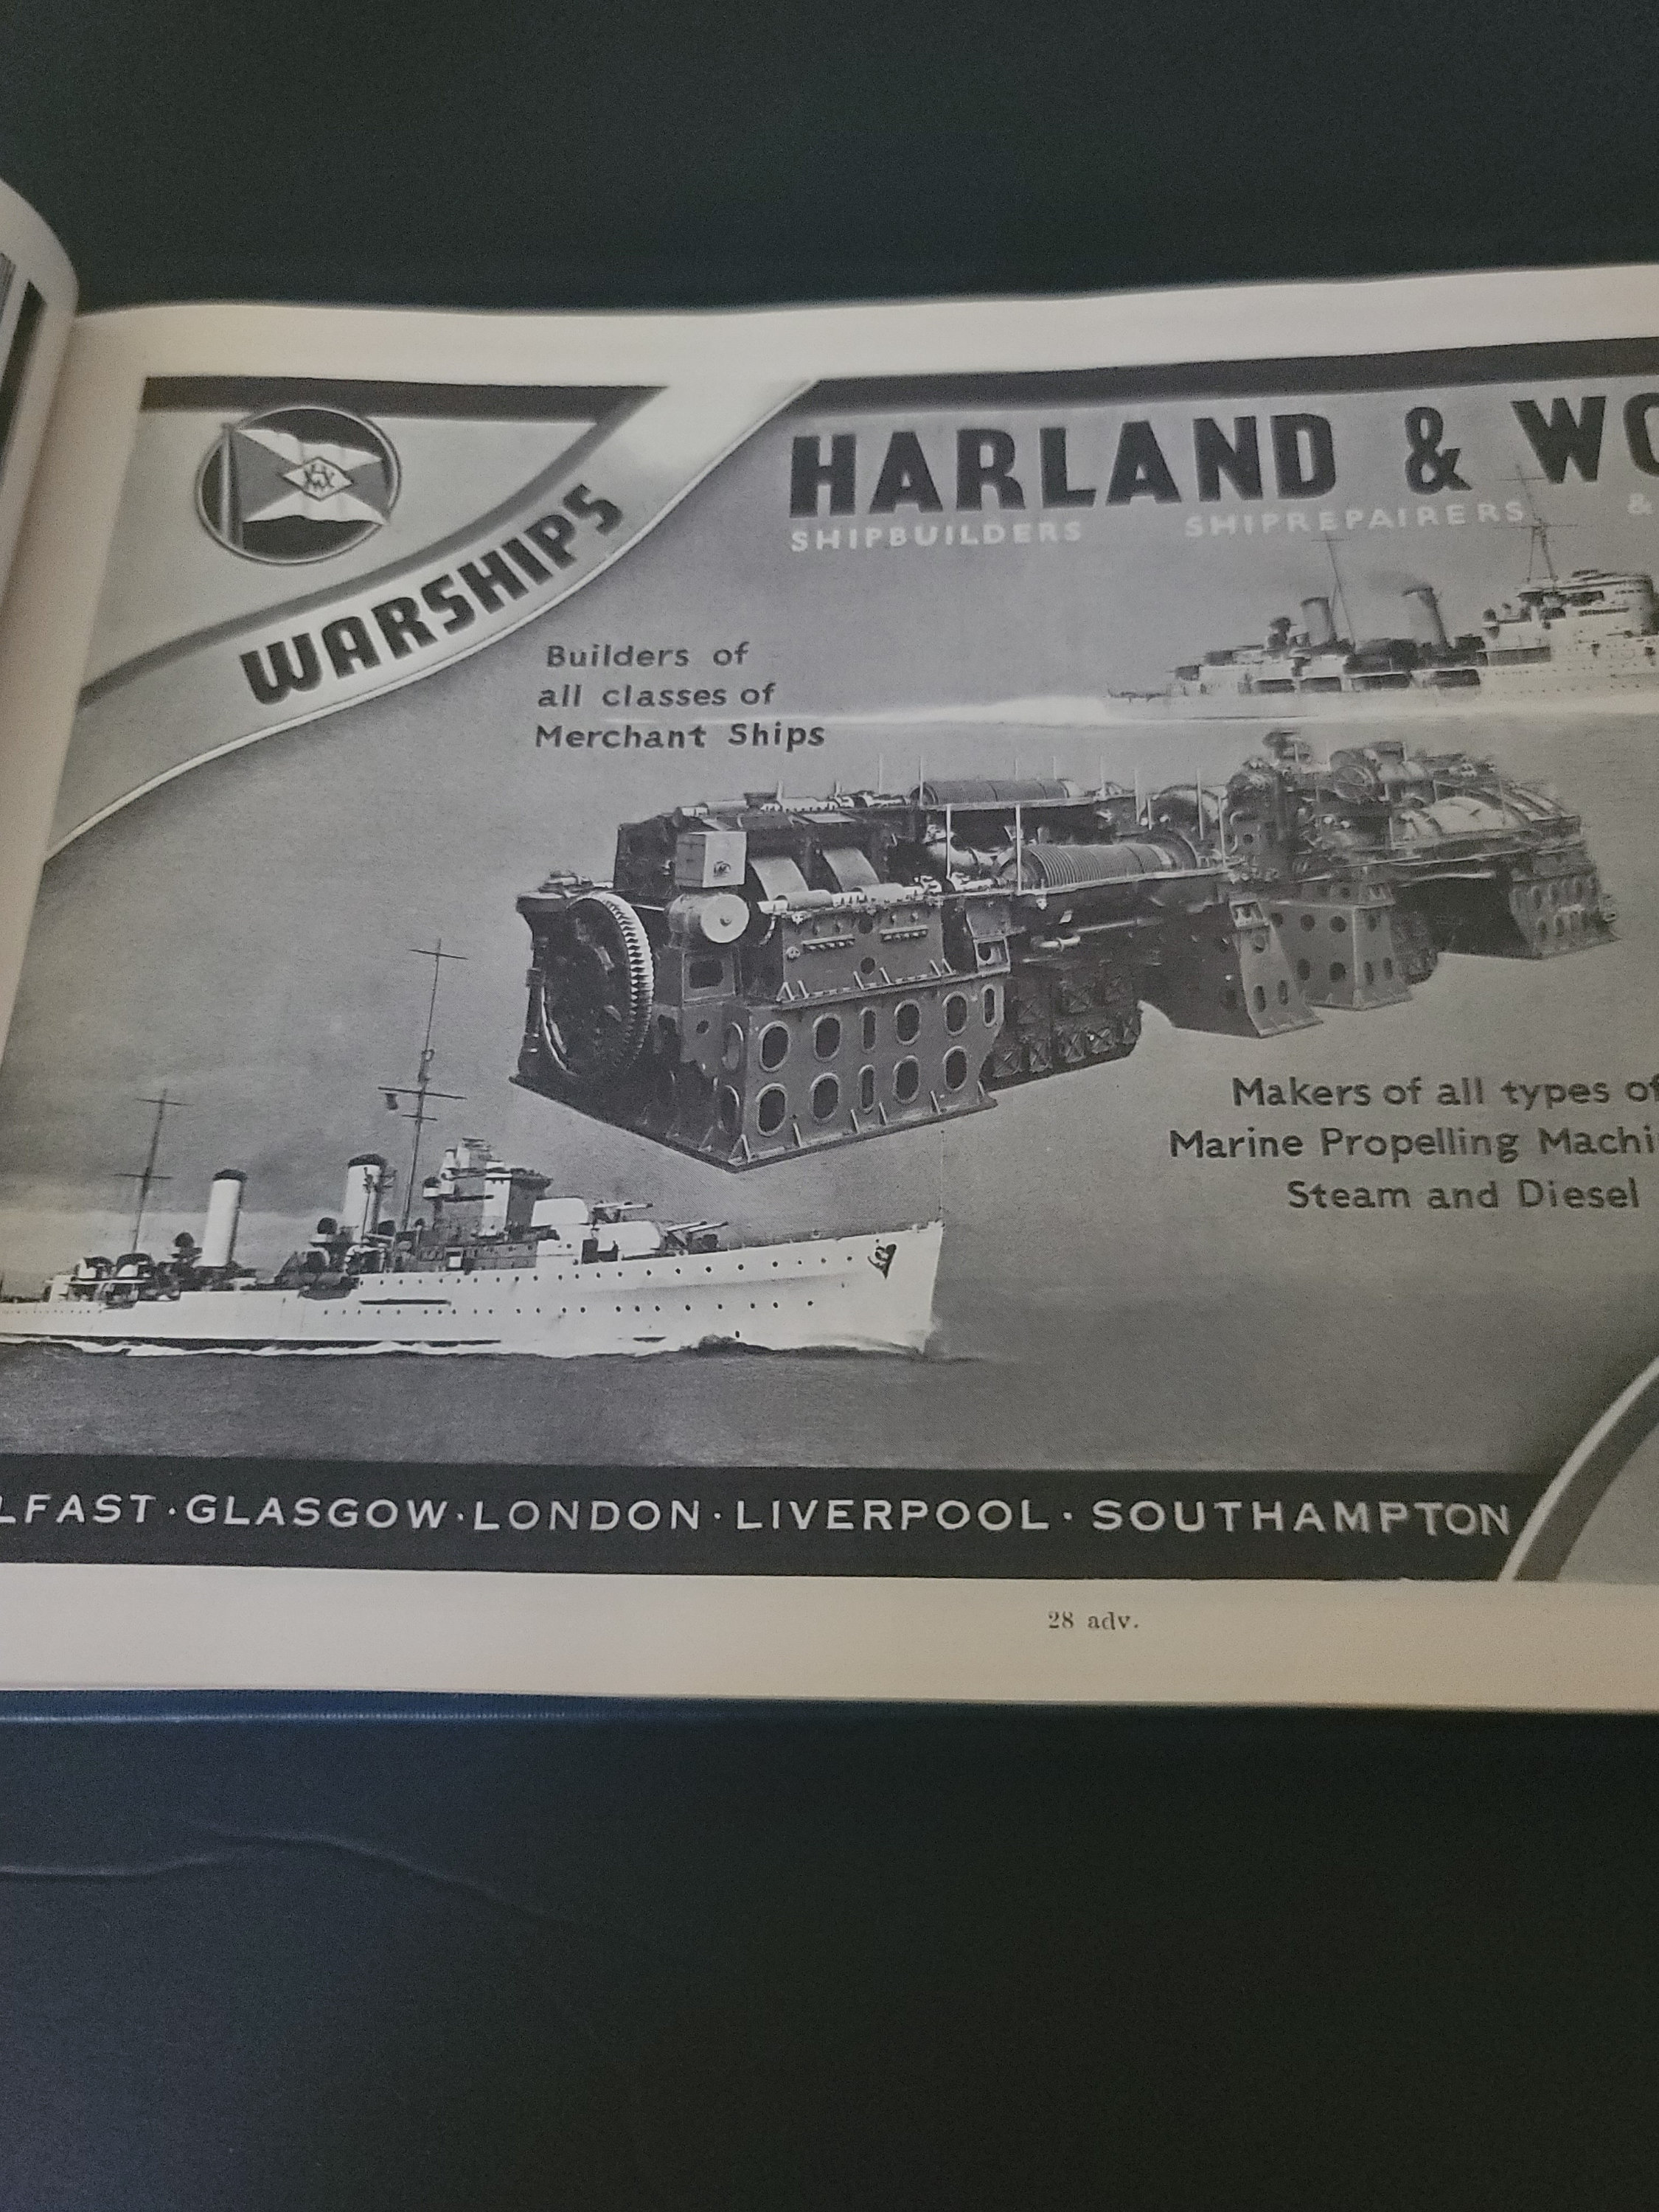 WARSHIPS
HARLAND & WO
SHIPBUILDERS SHIPREPAIRERS &
Builders of
all classes of
Merchant Ships
Makers of all types of
Marine Propelling Machi
Steam and Diesel
LFAST · GLASGOW · LONDON · LIVERPOOL · SOUTHAMPTON
28 adv.